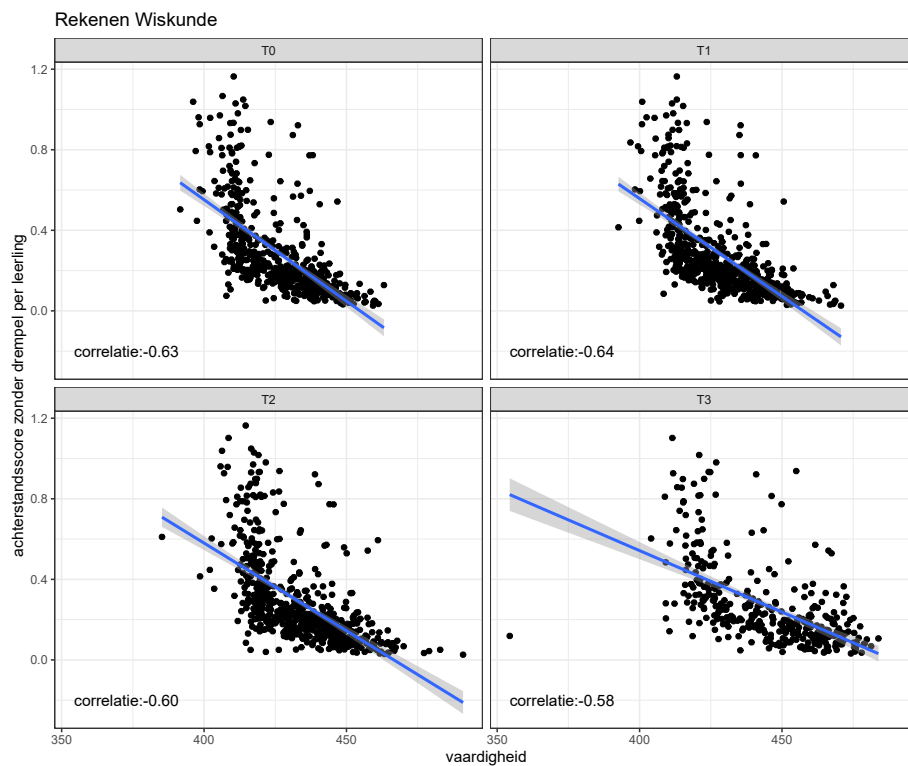 Rekenen Wiskunde
T0
T1
1.2
0.8
0.4
0.0
correlatie:-0.63
correlatie:-0.64
T2
T3
1.2
0.8
0.4
0.0
correlatie:-0.60
correlatie:-0.58
350
400
450
350
400
450
vaardigheid
achterstandsscore zonder drempel per leerling